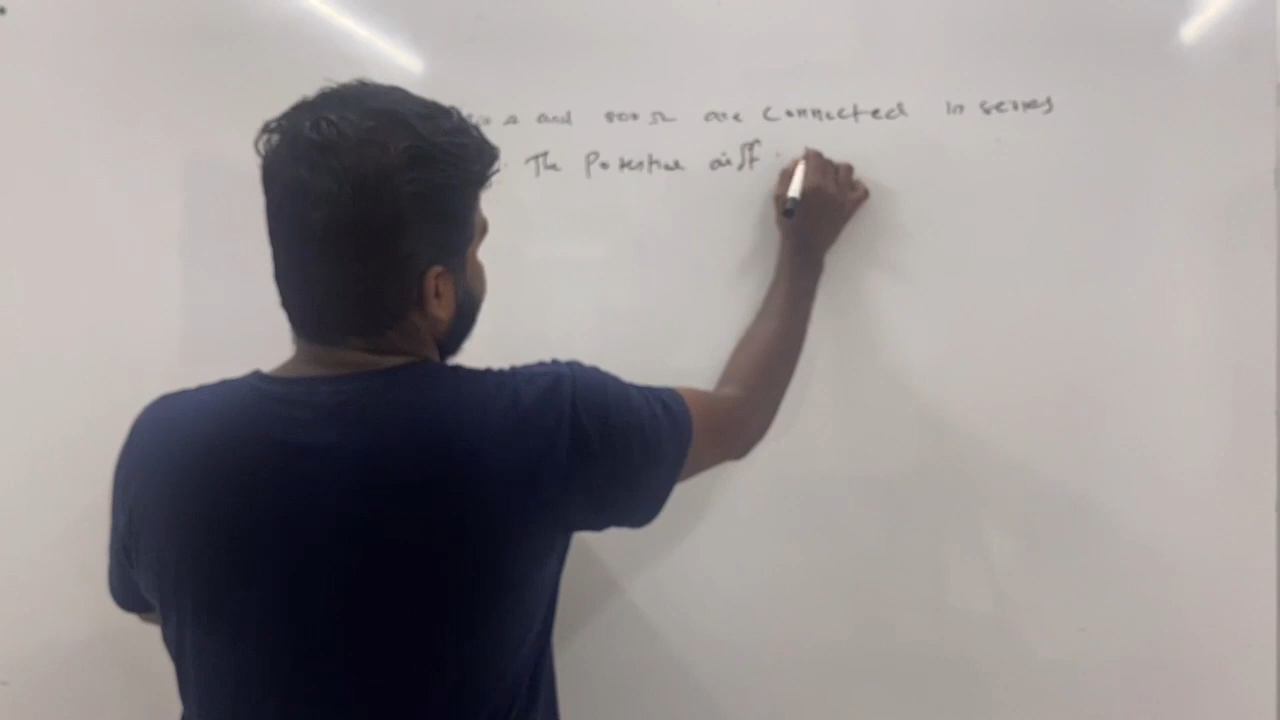 and 800 Ω are connected in series
The Potential diff